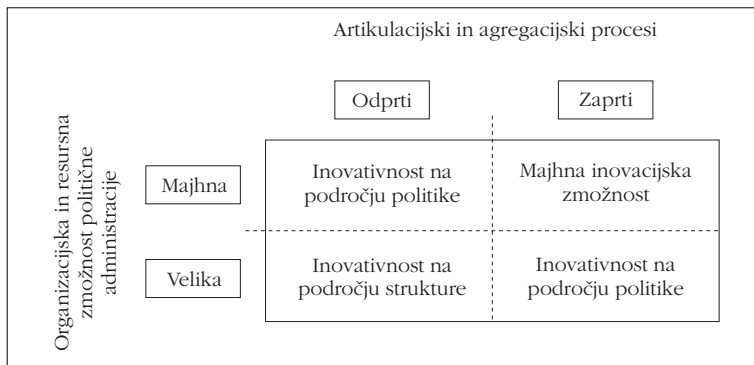 Artikulacijski in agregacijski procesi
Odprti
Zaprti
Organizacijska in resursna
zmožnost politične
administracije
Majhna
Inovativnost na
področju politike
Majhna inovacijska
zmožnost
Velika
Inovativnost na
področju strukture
Inovativnost na
področju politike